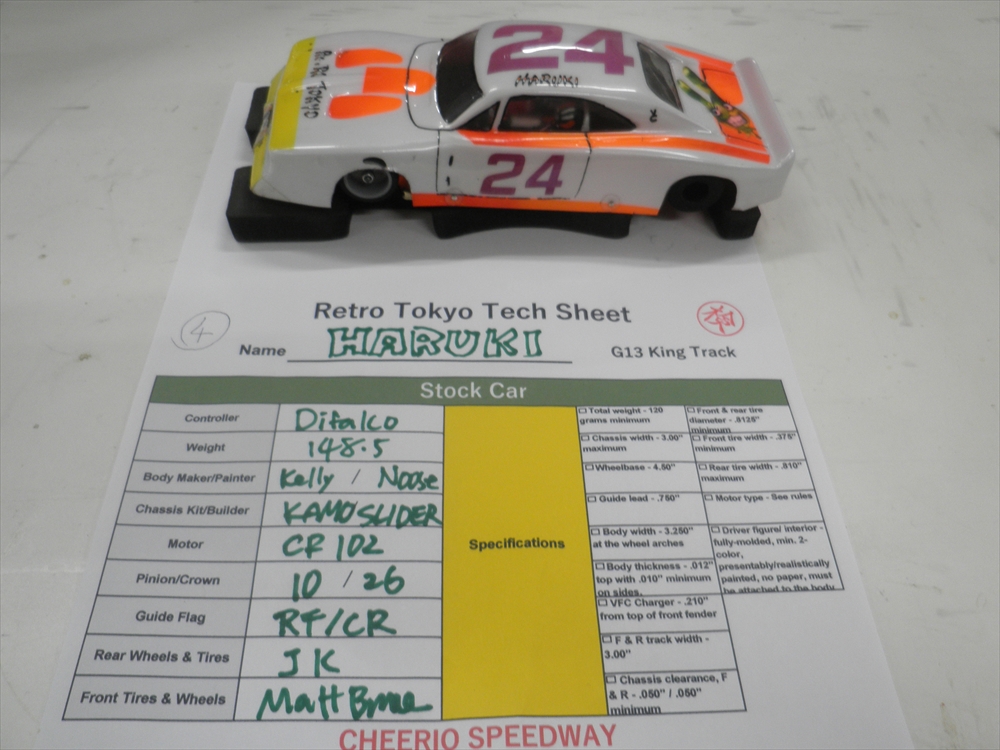 24
HARUKI
TOKYO
24
Retro Tokyo Tech Sheet
4
Name HARUKI
G13 King Track
Stock Car
Controller Difalco
Weight 148.5
Body Maker/Painter Kelly / Noose
Chassis Kit/Builder KAMO SLIDER
Motor CR 102
Pinion/Crown 10 / 26
Guide Flag RF/CR
Rear Wheels & Tires JK
Front Tires & Wheels Matt
Specifications
Total weight - 120
grams minimum
Chassis width - 3.00"
maximum
Wheelbase - 4.50"
Guide lead - .750"
Body width - 3.250"
at the wheel arches
Body thickness - .012"
top with .010" minimum
on sides.
VFC Charger - .210"
from top of front fender
F & R track width -
3.00"
Chassis clearance, F
& R - .050" / .050"
minimum
Front & rear tire
diameter - .8125"
minimum
Front tire width - .375"
minimum
Rear tire width - .810"
maximum
Motor type - See rules
Driver figure/ interior -
fully-molded, min. 2-
color,
presentably/realistically
painted, no paper, must
be attached to the body
CHEERIO SPEEDWAY